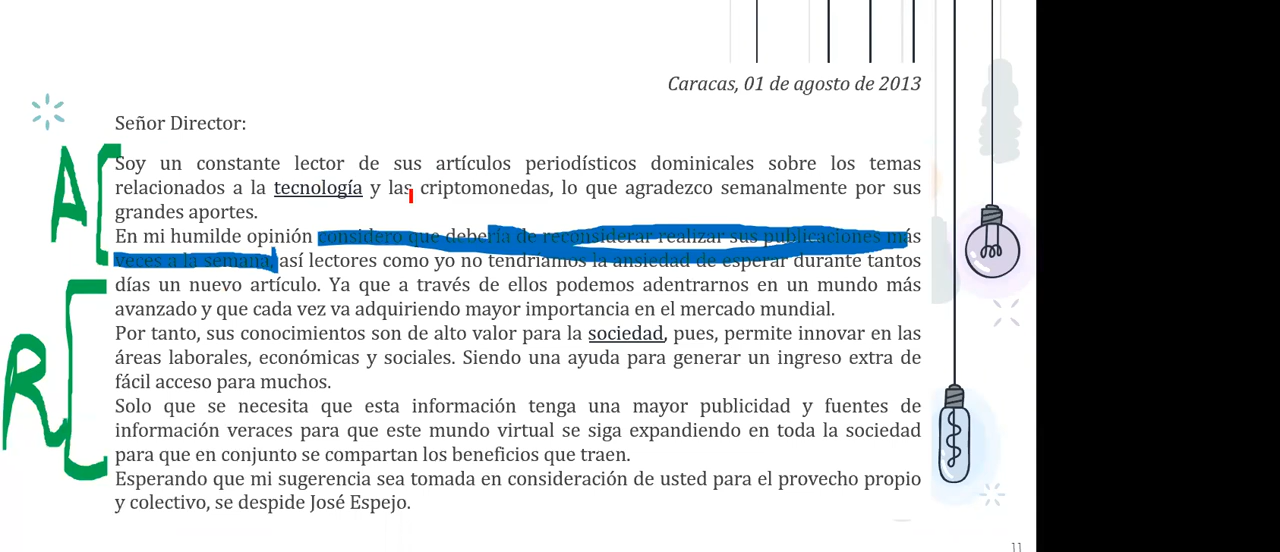 Caracas, 01 de agosto de 2013
Señor Director:
A
Soy un constante lector de sus artículos periodísticos dominicales sobre los temas
relacionados a la tecnología y las criptomonedas, lo que agradezco semanalmente por sus
grandes aportes.
En mi humilde opinión considero que debería de reconsiderar realizar sus publicaciones más
veces a la semana, así lectores como yo no tendríamos la ansiedad de esperar durante tantos
días un nuevo artículo. Ya que a través de ellos podemos adentrarnos en un mundo más
avanzado y que cada vez va adquiriendo mayor importancia en el mercado mundial.
R
Por tanto, sus conocimientos son de alto valor para la sociedad, pues, permite innovar en las
áreas laborales, económicas y sociales. Siendo una ayuda para generar un ingreso extra de
fácil acceso para muchos.
Solo que se necesita que esta información tenga una mayor publicidad y fuentes de
información veraces para que este mundo virtual se siga expandiendo en toda la sociedad
para que en conjunto se compartan los beneficios que traen.
Esperando que mi sugerencia sea tomada en consideración de usted para el provecho propio
y colectivo, se despide José Espejo.
11